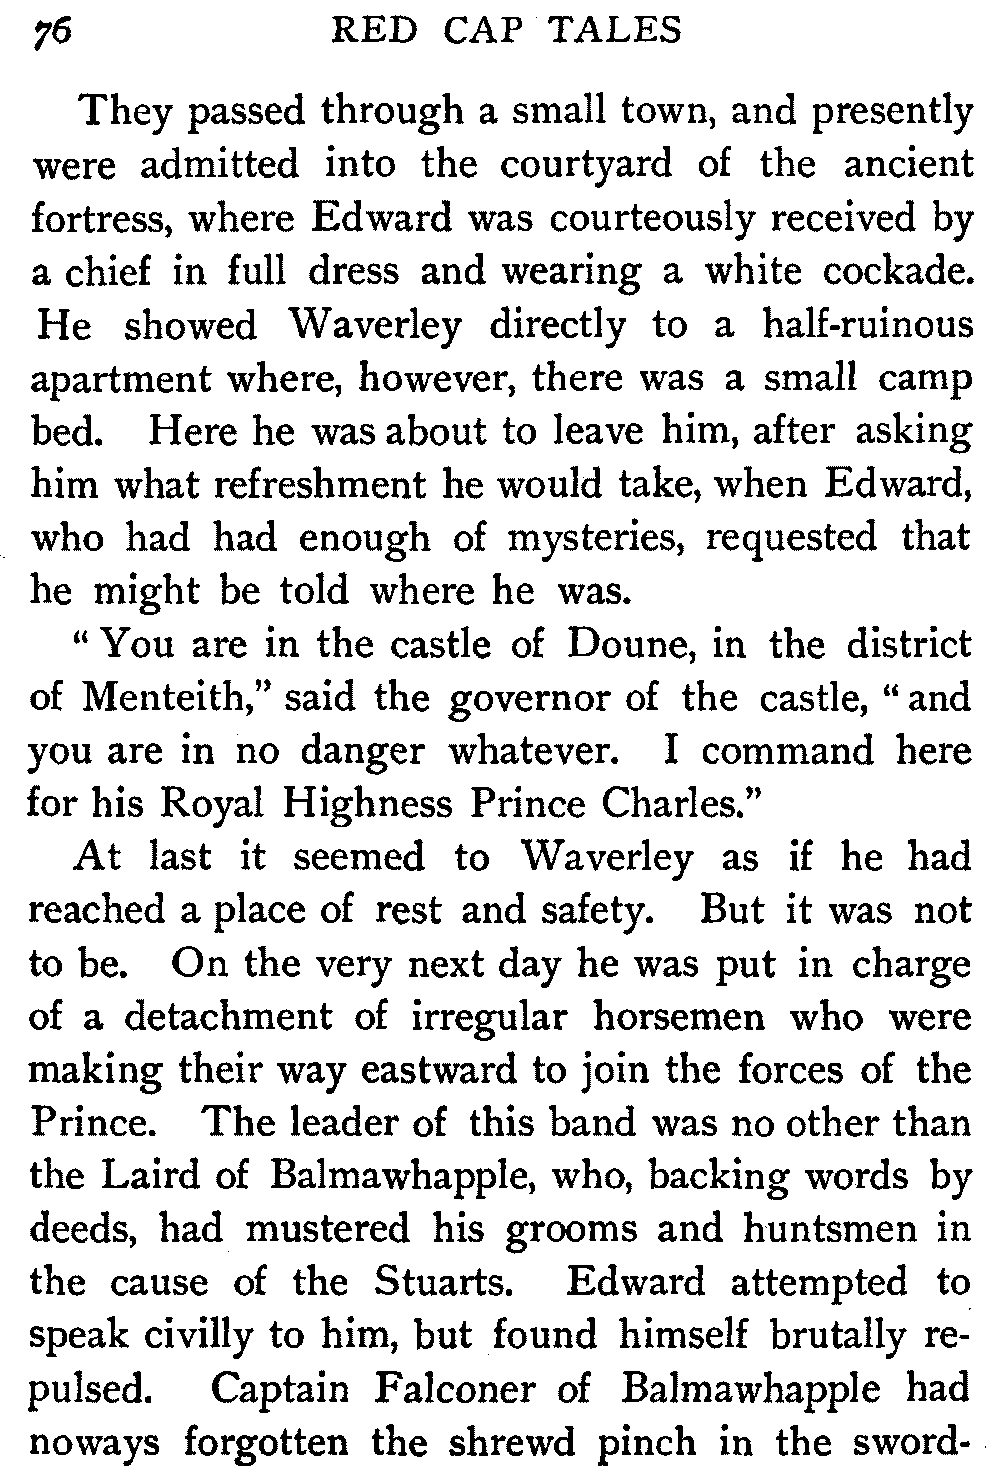 76 RED CAP TALES
They passed through a small town, and presently
were admitted into the courtyard of the ancient
fortress, where Edward was courteously received by
a chief in full dress and wearing a white cockade.
He showed Waverley directly to a half-ruinous
apartment where, however, there was a small camp
bed. Here he was about to leave him, after asking
him what refreshment he would take, when Edward,
who had had enough of mysteries, requested that
he might be told where he was.
“You are in the castle of Doune, in the district
of Menteith,” said the governor of the castle, “and
you are in no danger whatever. I command here
for his Royal Highness Prince Charles.”
At last it seemed to Waverley as if he had
reached a place of rest and safety. But it was not
to be. On the very next day he was put in charge
of a detachment of irregular horsemen who were
making their way eastward to join the forces of the
Prince. The leader of this band was no other than
the Laird of Balmawhapple, who, backing words by
deeds, had mustered his grooms and huntsmen in
the cause of the Stuarts. Edward attempted to
speak civilly to him, but found himself brutally re-
pulsed. Captain Falconer of Balmawhapple had
noways forgotten the shrewd pinch in the sword-